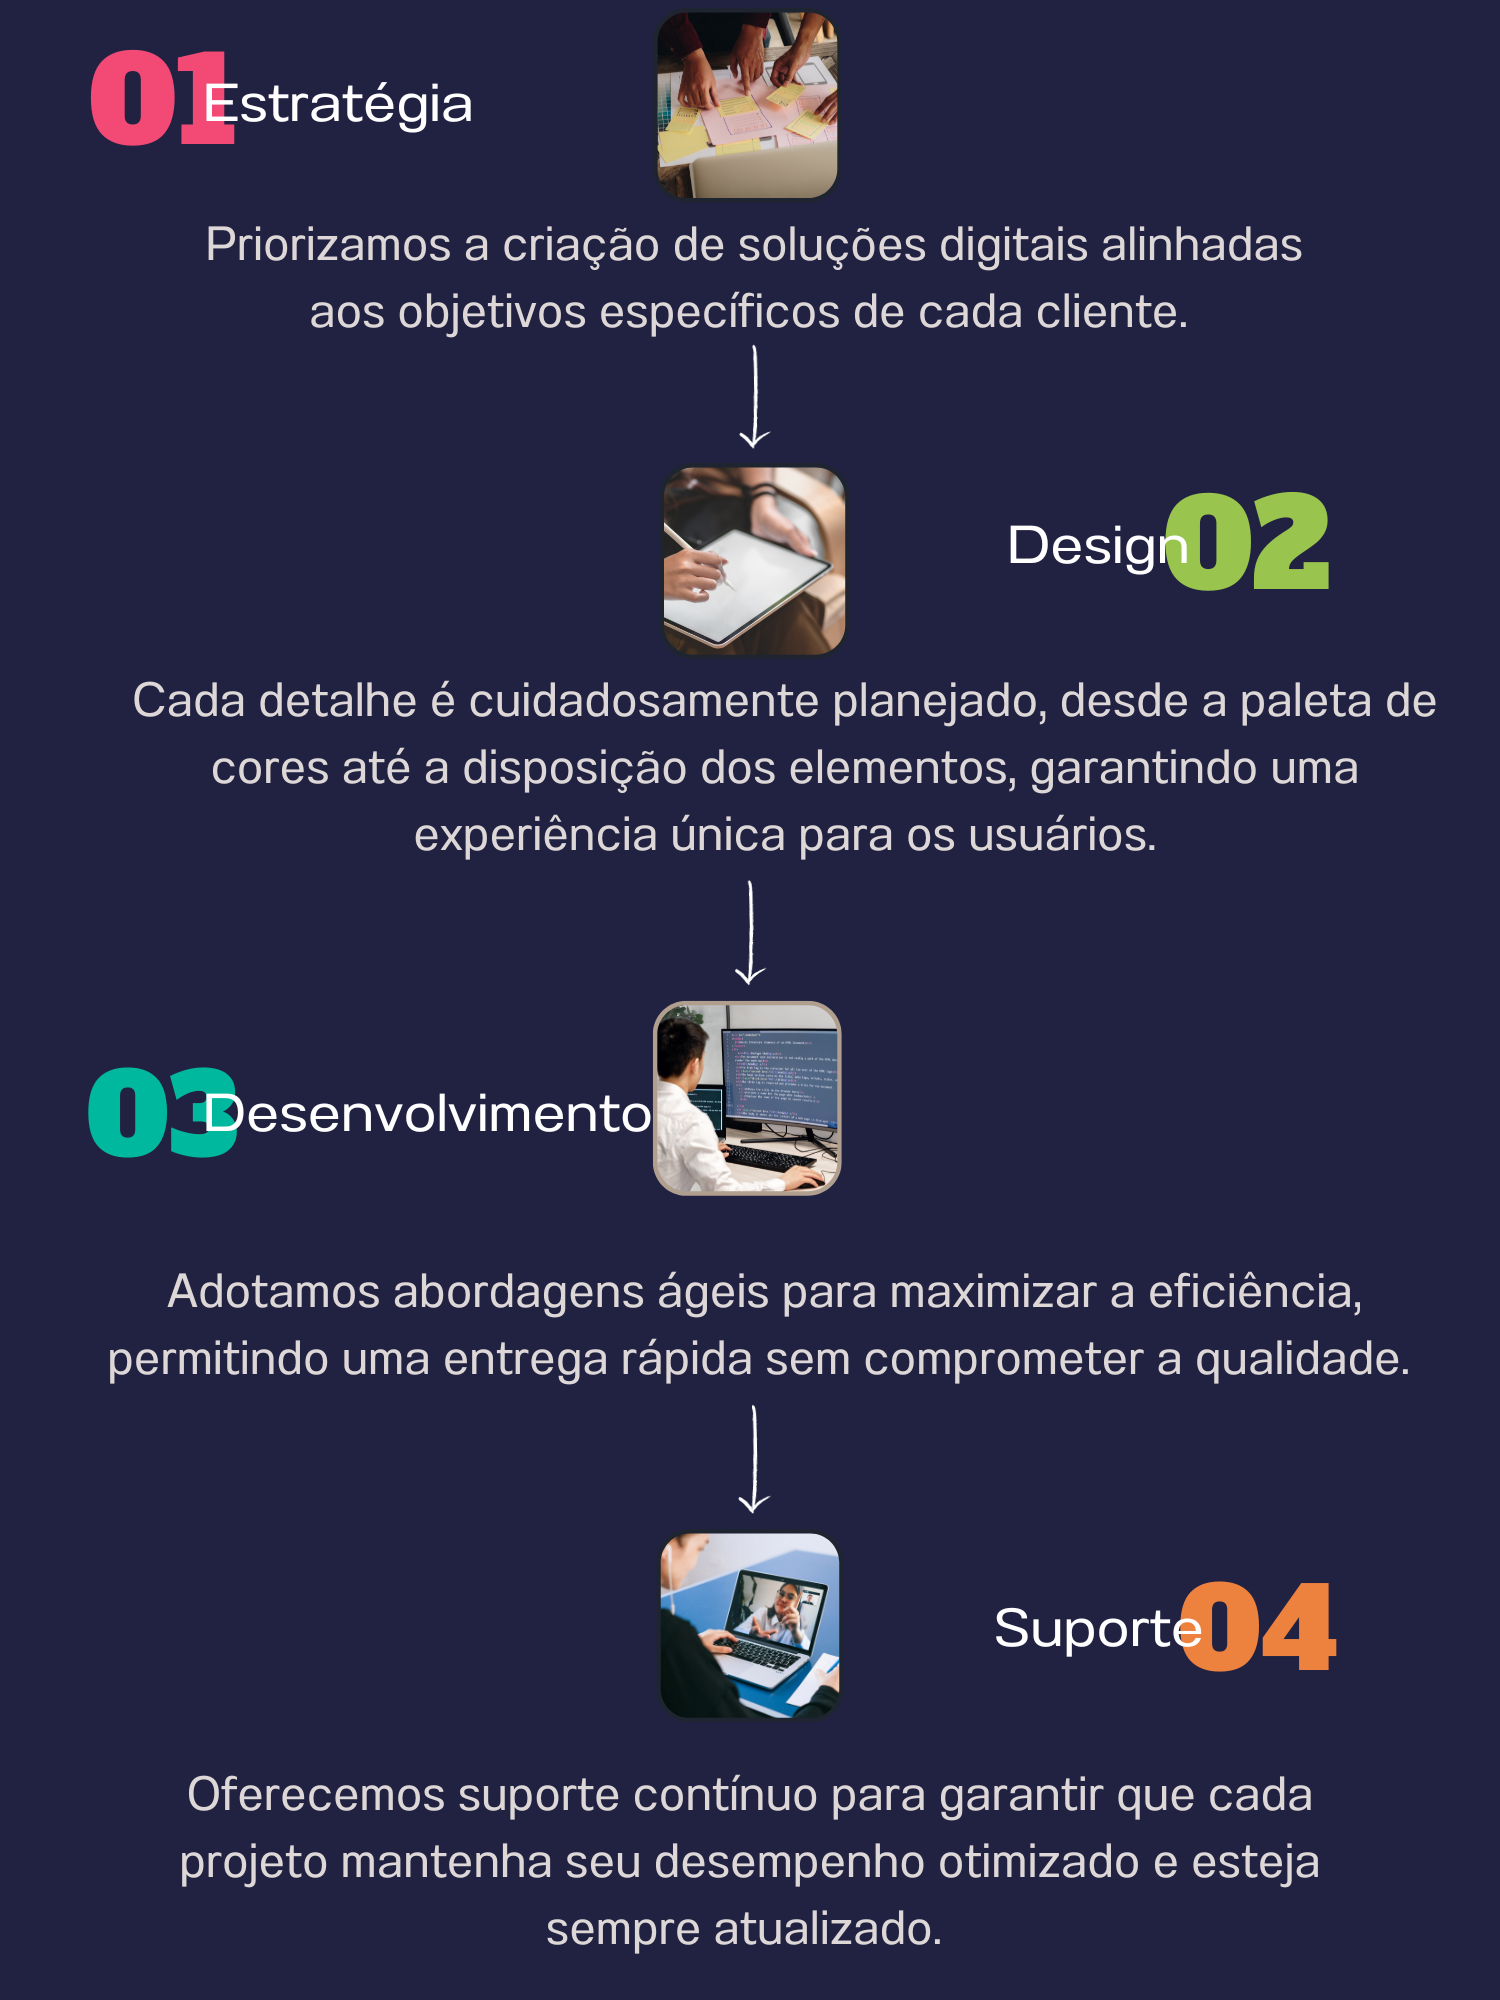 01 Estratégia
Priorizamos a criação de soluções digitais alinhadas
aos objetivos específicos de cada cliente.
Design 02
Cada detalhe é cuidadosamente planejado, desde a paleta de
cores até a disposição dos elementos, garantindo uma
experiência única para os usuários.
03 Desenvolvimento
Adotamos abordagens ágeis para maximizar a eficiência,
permitindo uma entrega rápida sem comprometer a qualidade.
Suporte 04
Oferecemos suporte contínuo para garantir que cada
projeto mantenha seu desempenho otimizado e esteja
sempre atualizado.